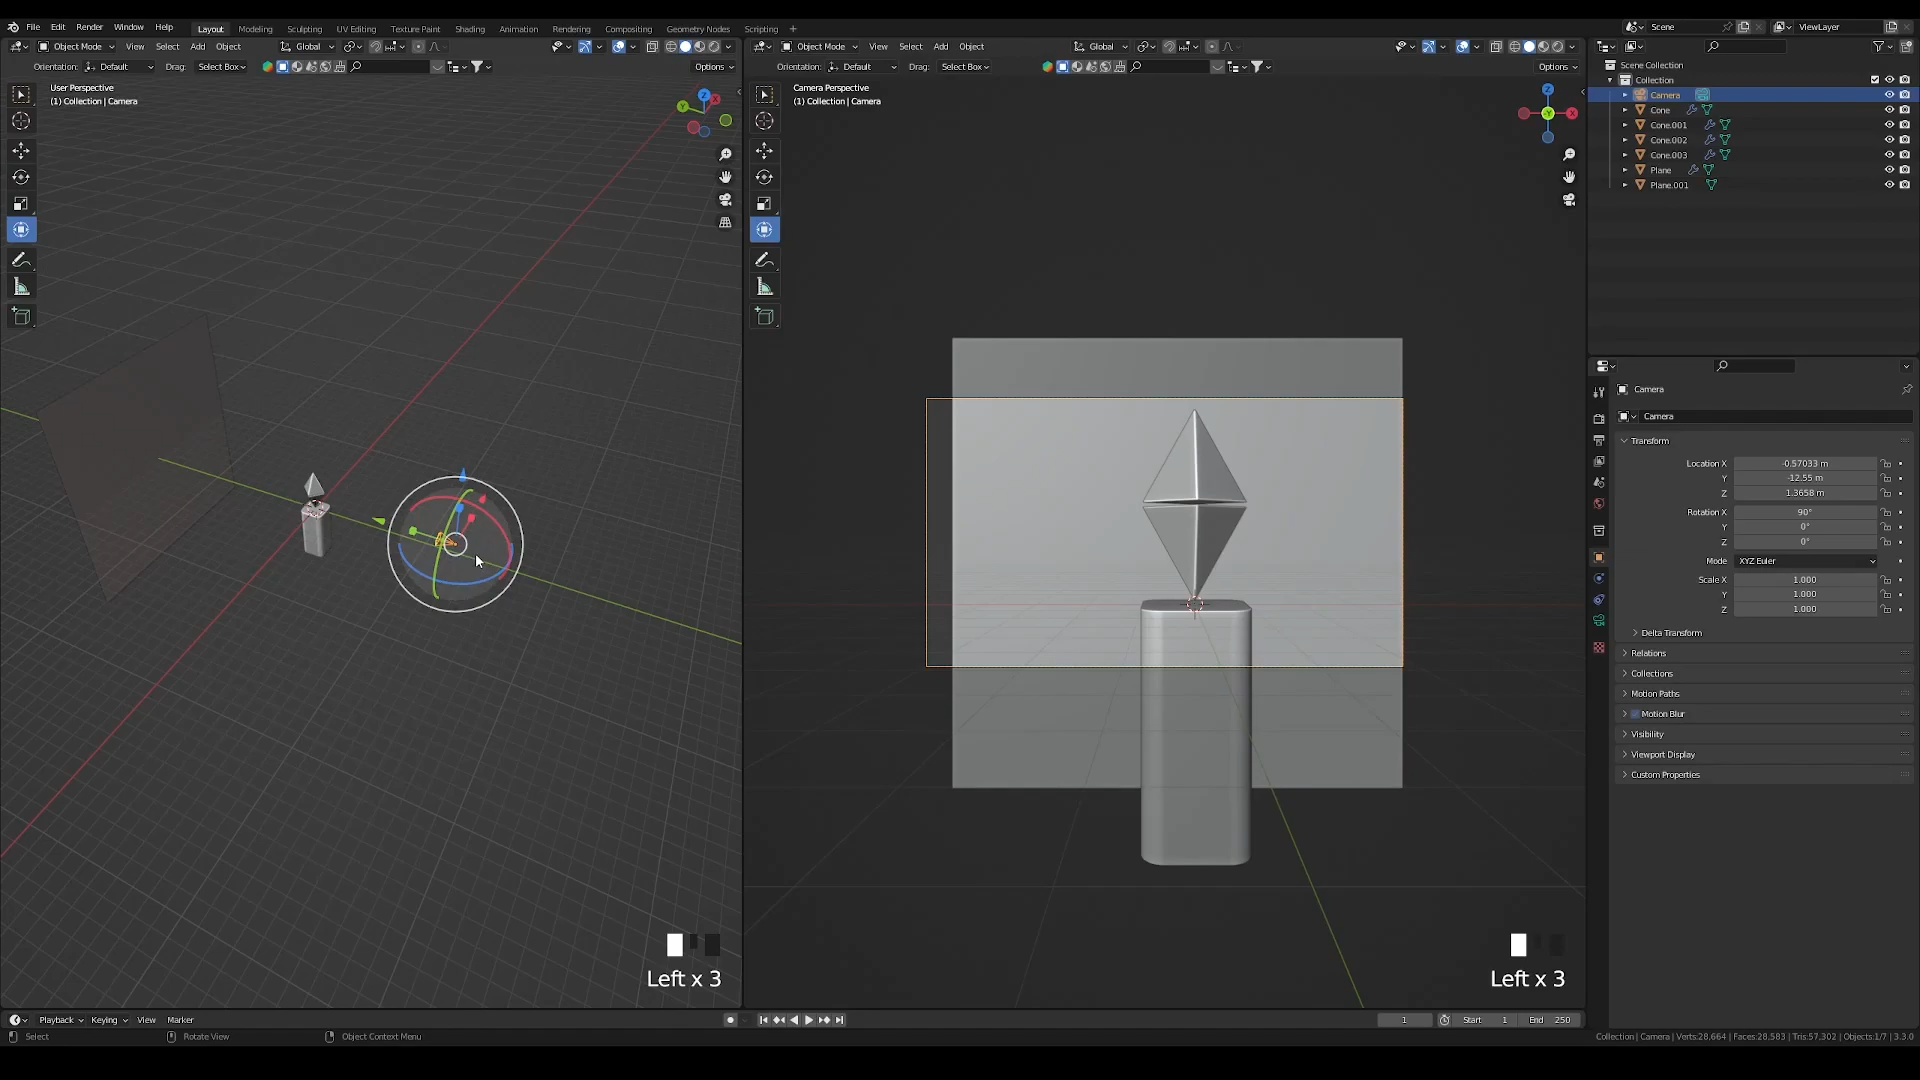 File Edit Render Window Help Layout Modeling Sculpting UV Editing Texture Paint Shading Animation Rendering Compositing Geometry Nodes Scripting + Scene ViewLayer
Object Mode View Select Add Object Global Object Mode View Select Add Object Global
Orientation: Default Drag: Select Box Options Orientation: Default Drag: Select Box Options
User Perspective
(1) Collection | Camera
Camera Perspective
(1) Collection | Camera
Scene Collection
Collection
Camera
Cone
Cone.001
Cone.002
Cone.003
Plane
Plane.001
Camera
Camera
Transform
Location X -0.57033 m
Y -12.55 m
Z 1.3658 m
Rotation X 90°
Y 0°
Z 0°
Mode XYZ Euler
Scale X 1.000
Y 1.000
Z 1.000
Delta Transform
Relations
Collections
Motion Paths
Motion Blur
Visibility
Viewport Display
Custom Properties
Left x 3
Left x 3
Playback Keying View Marker 1 Start 1 End 250
Select Rotate View Object Context Menu Collection | Camera | Verts:28,664 | Faces:28,583 | Tris:57,302 | Objects:1/7 | 3.3.0